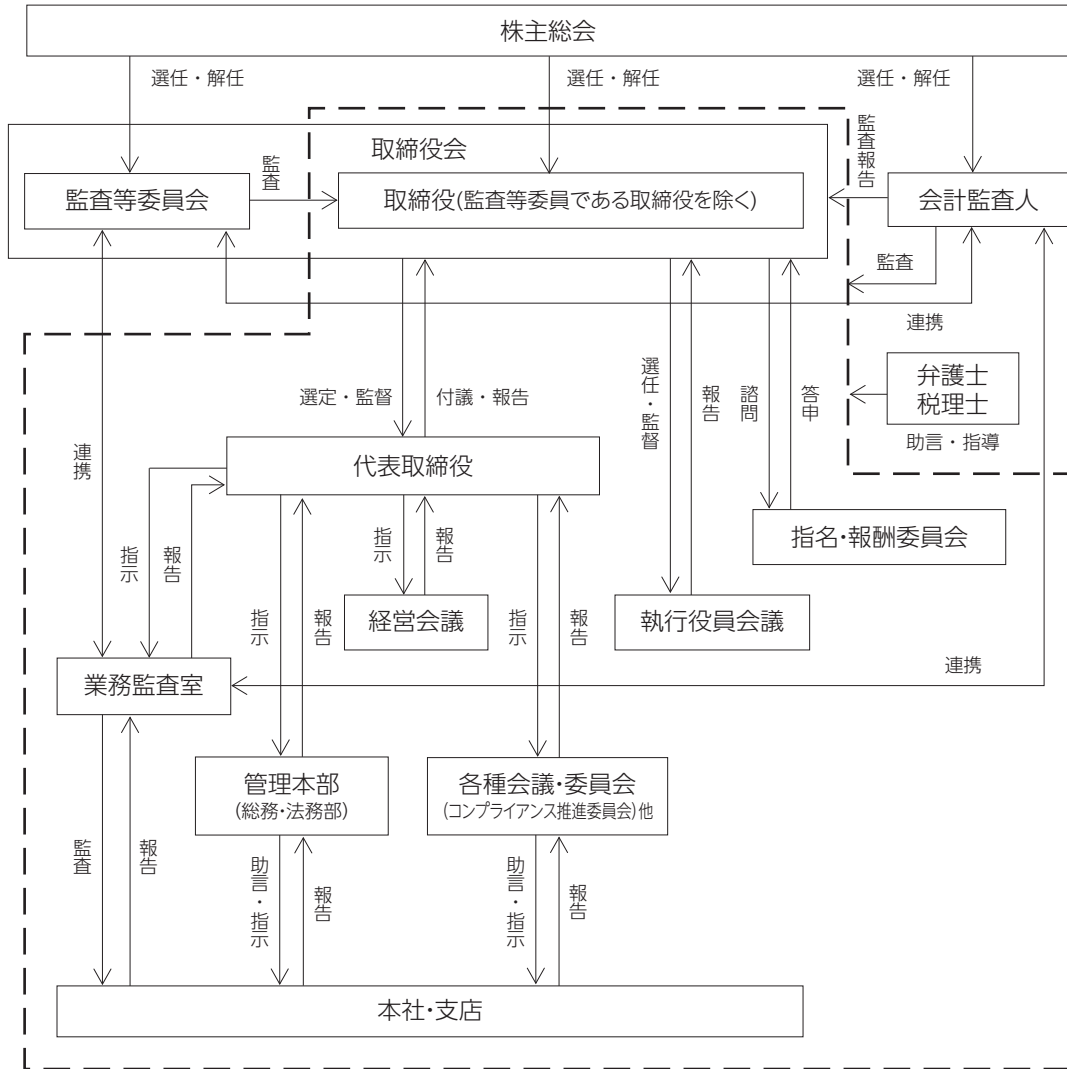 株主総会
選任・解任
選任・解任
選任・解任
取締役会
監査報告
監査等委員会
監査
取締役(監査等委員である取締役を除く)
会計監査人
監査
連携
弁護士
税理士
助言・指導
選定・監督
付議・報告
選任・監督
報告
諮問
答申
連携
代表取締役
指示
報告
指示
報告
指示
報告
指示
報告
指名・報酬委員会
経営会議
執行役員会議
業務監査室
連携
管理本部
(総務・法務部)
各種会議・委員会
(コンプライアンス推進委員会)他
監査
報告
助言・指示
報告
助言・指示
報告
本社・支店